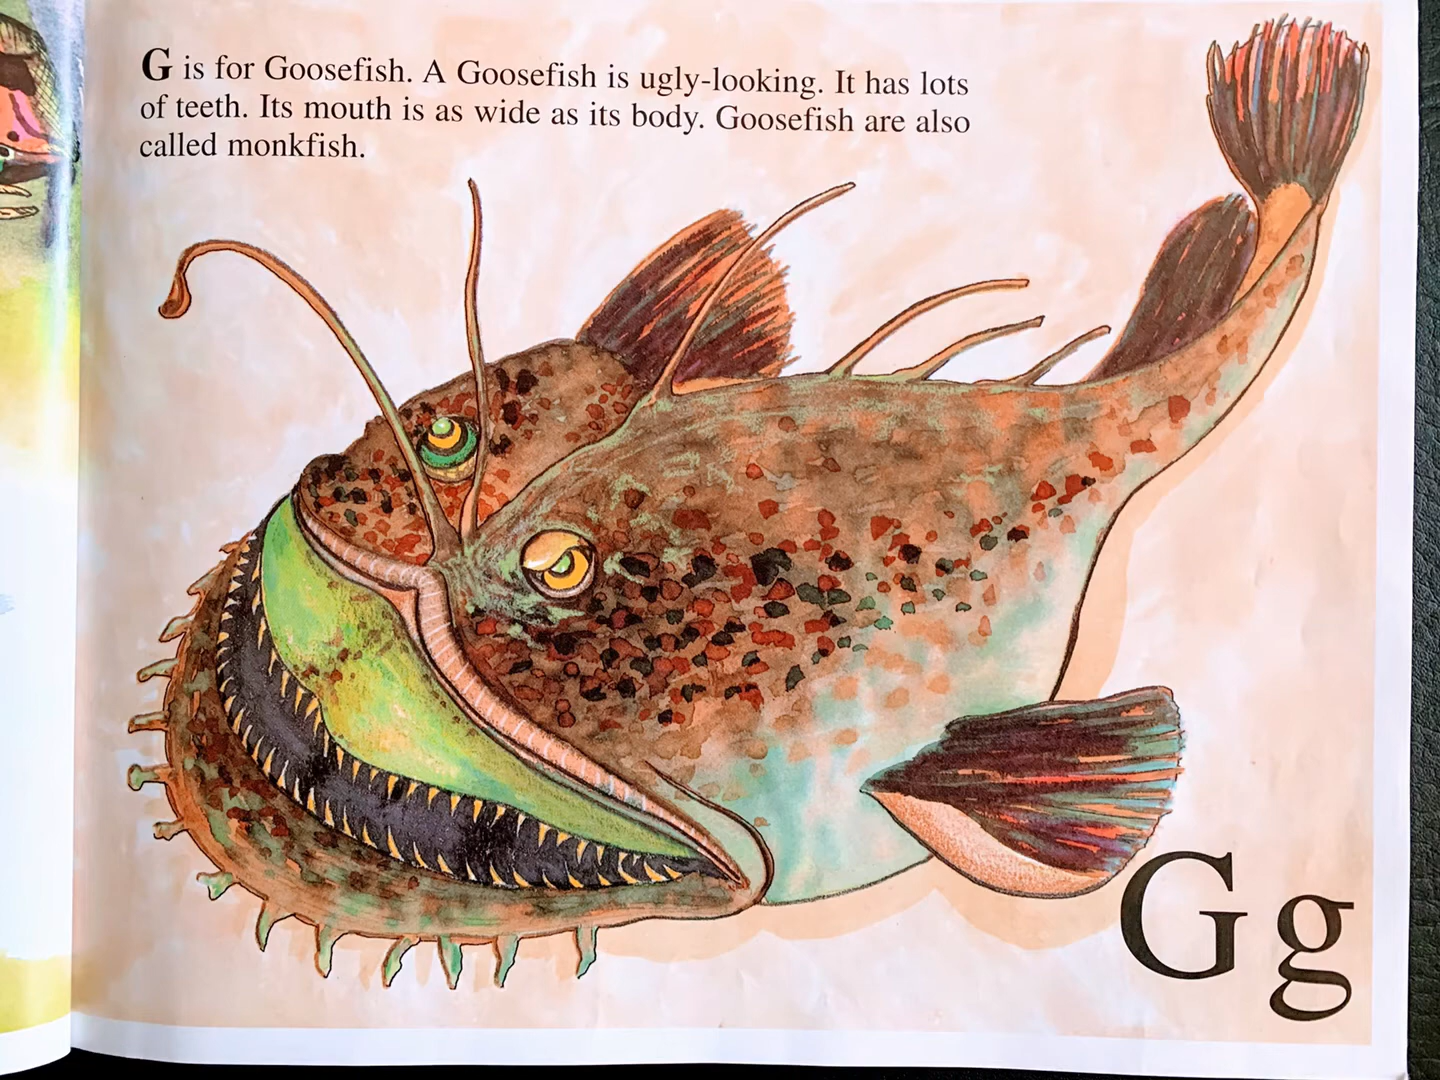 G is for Goosefish. A Goosefish is ugly-looking. It has lots
of teeth. Its mouth is as wide as its body. Goosefish are also
called monkfish.
G g